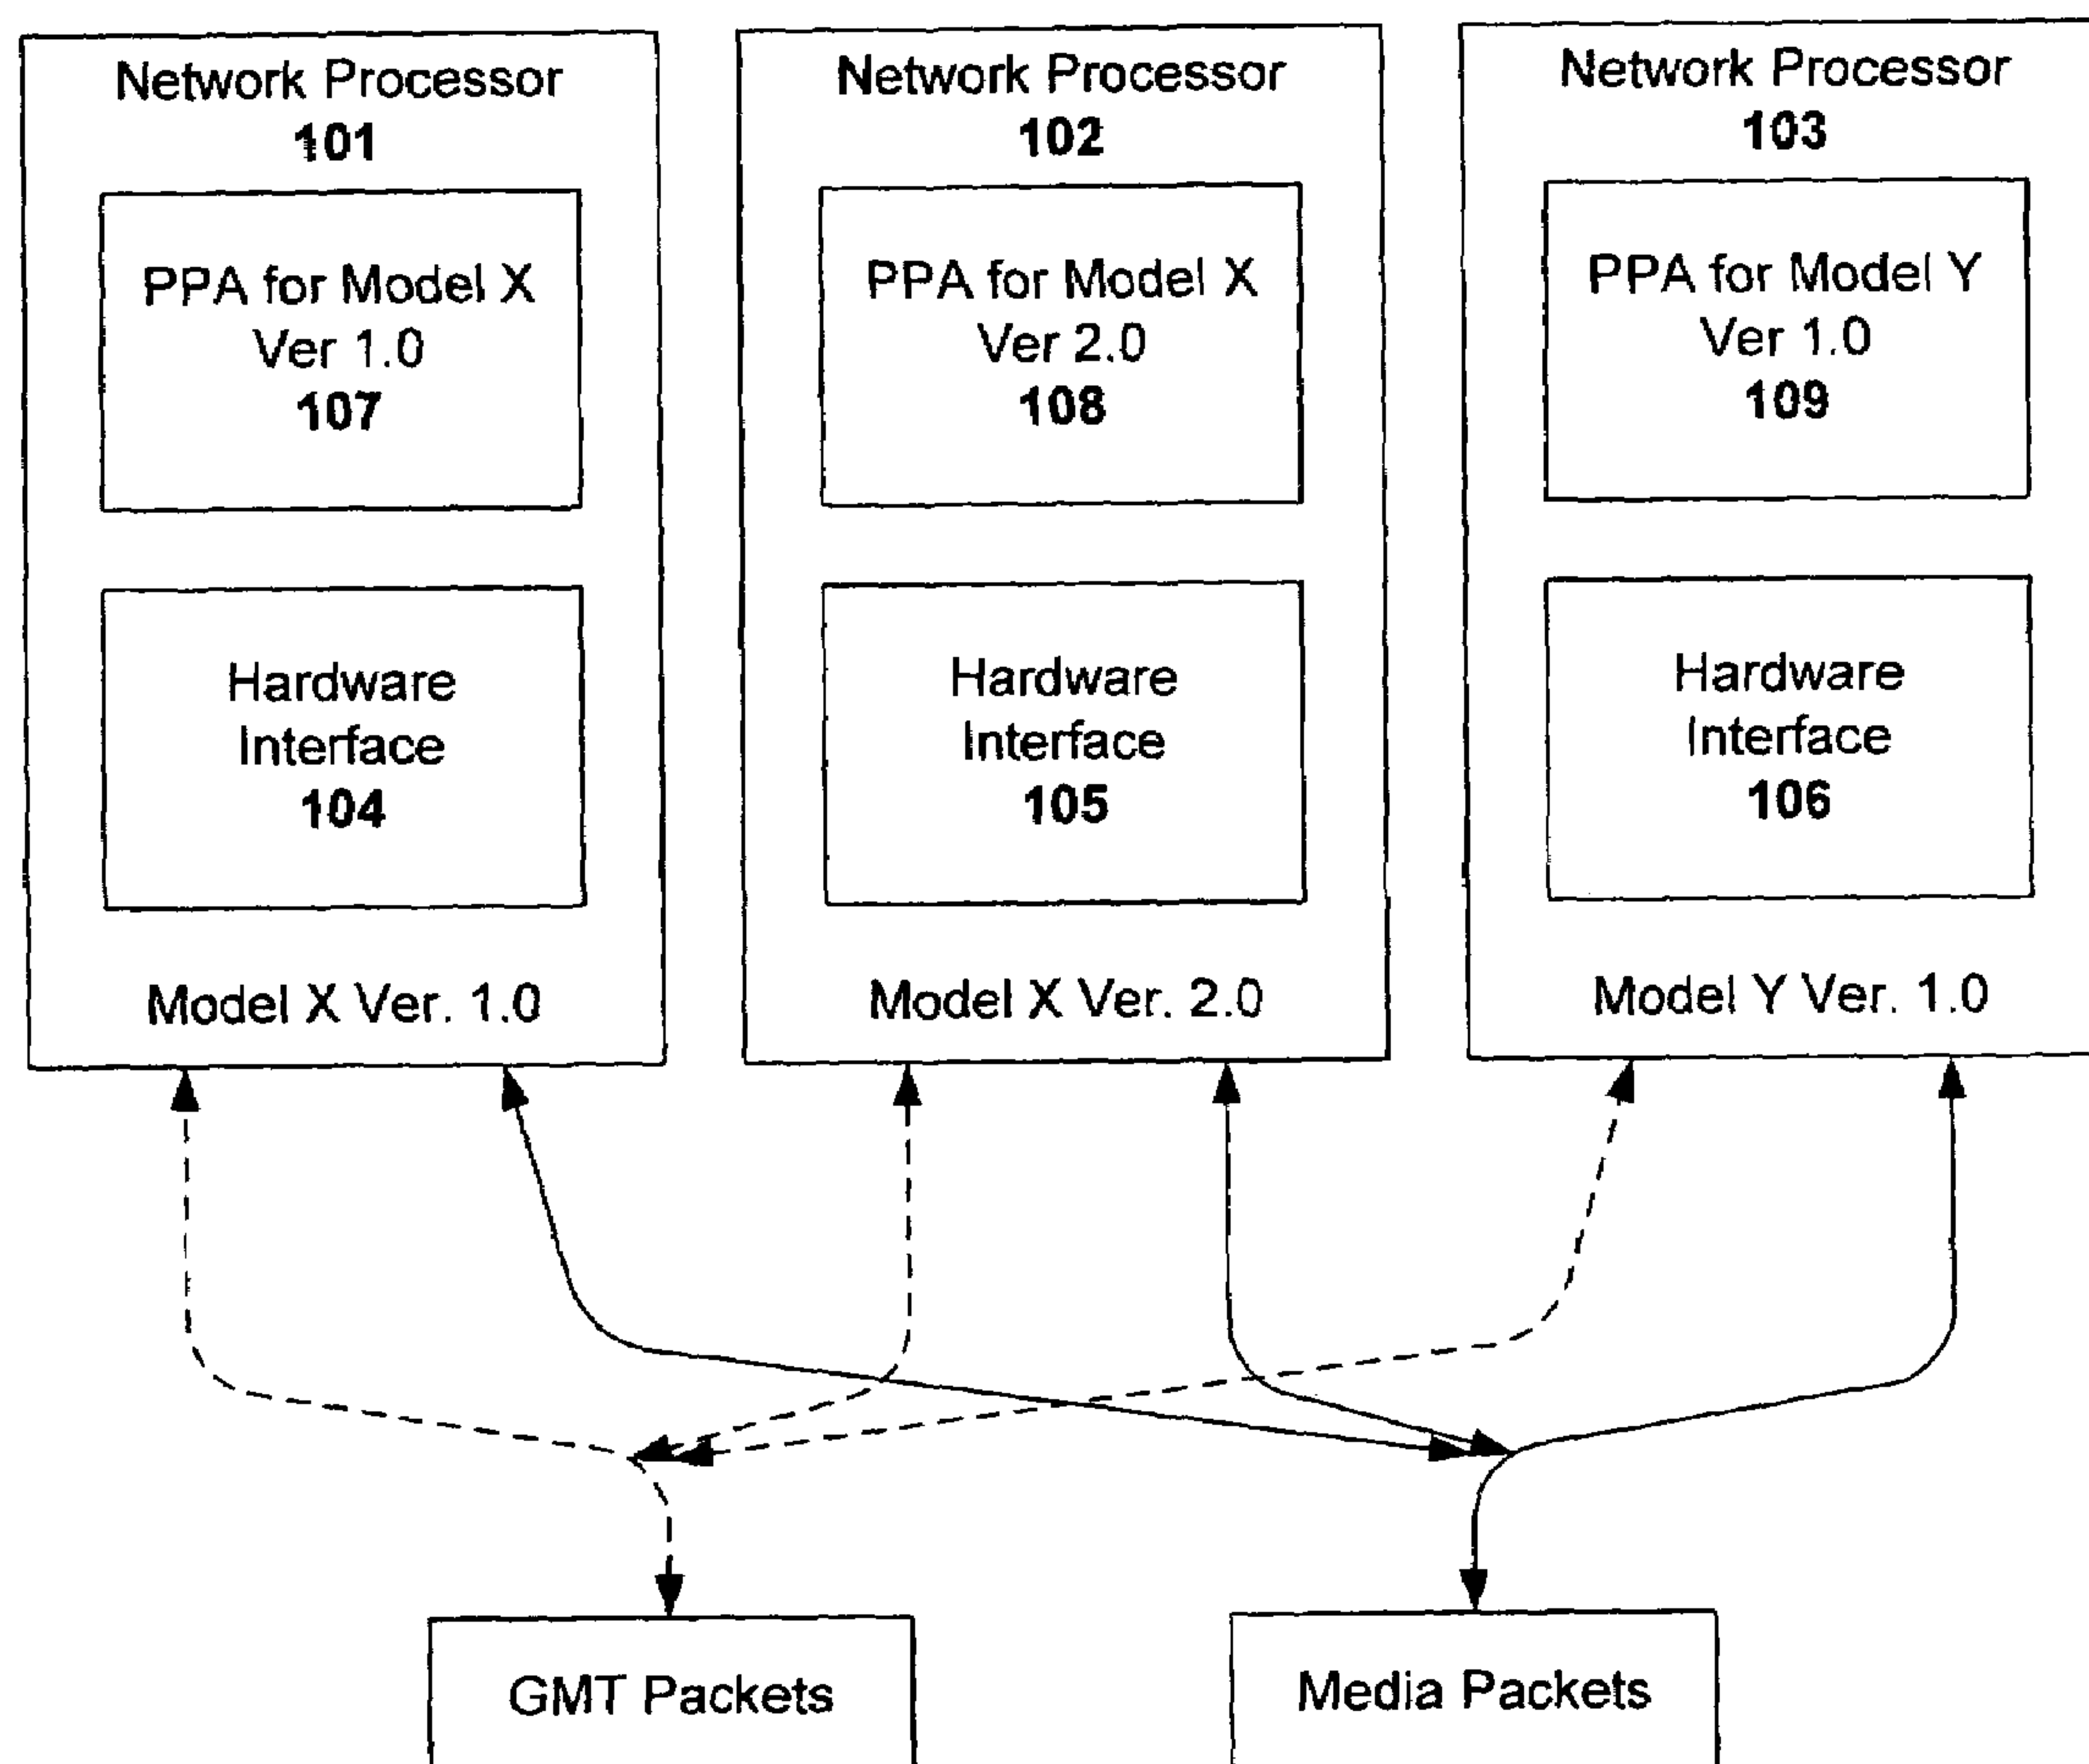 Network Processor
101
PPA for Model X
Ver 1.0
107
Hardware
Interface
104
Model X Ver. 1.0
Network Processor
102
PPA for Model X
Ver 2.0
108
Hardware
Interface
105
Model X Ver. 2.0
Network Processor
103
PPA for Model Y
Ver 1.0
109
Hardware
Interface
106
Model Y Ver. 1.0
GMT Packets
Media Packets